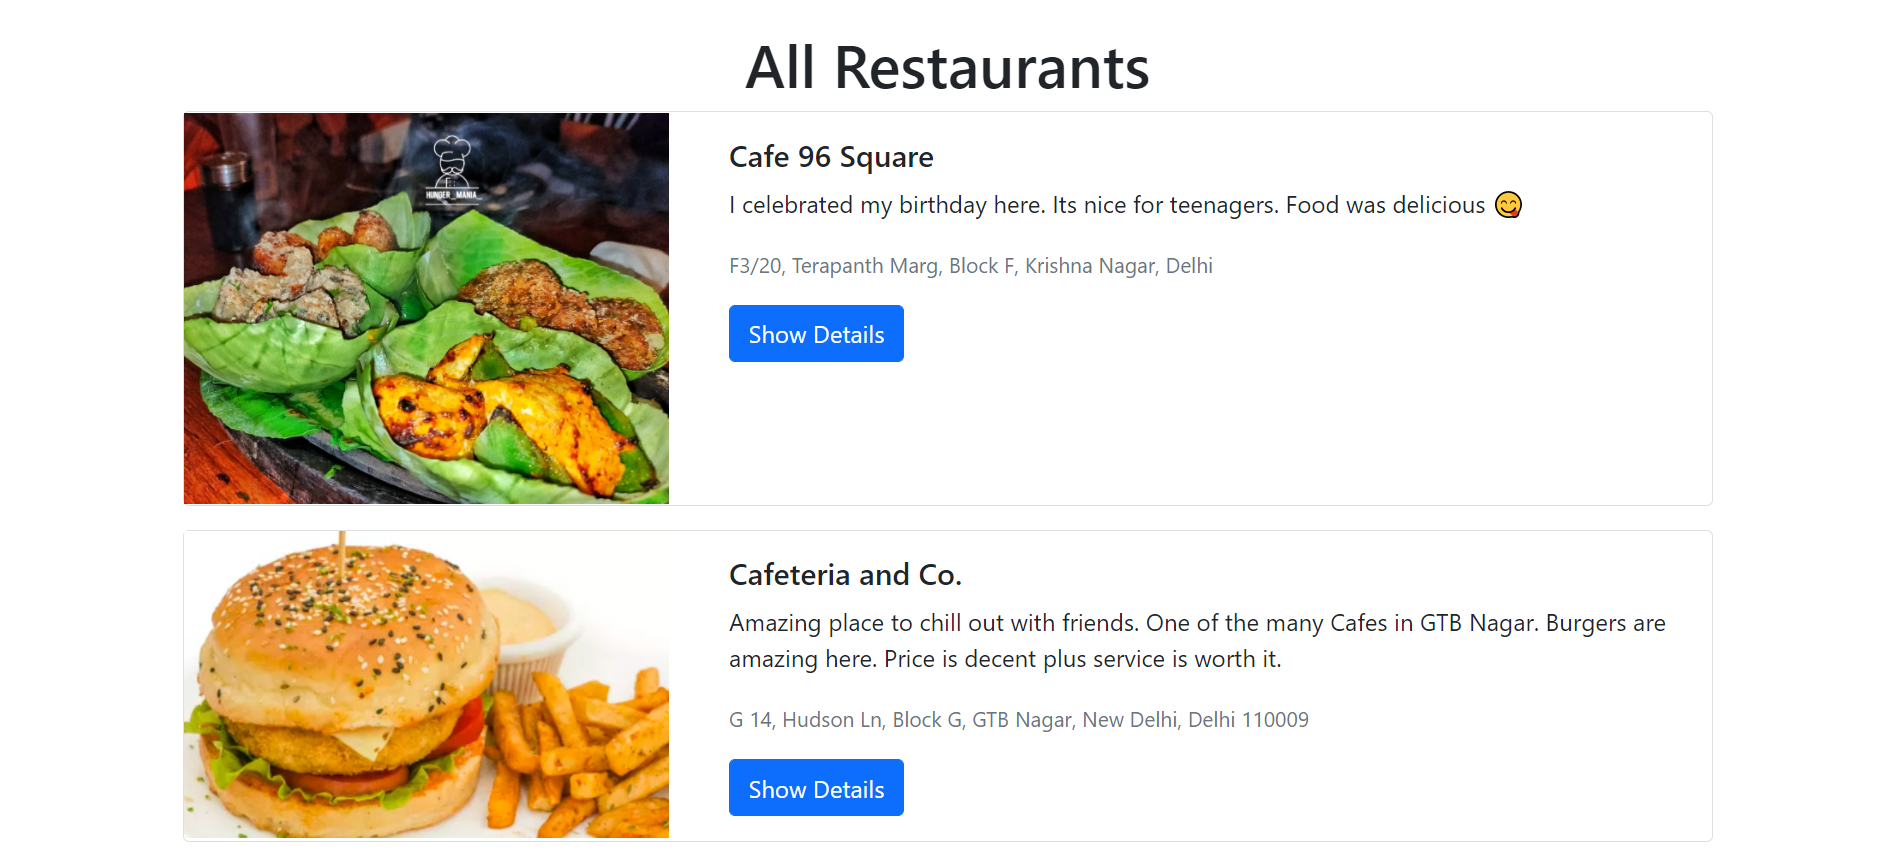 All Restaurants
HUNGER_MANIA_
Cafe 96 Square
I celebrated my birthday here. Its nice for teenagers. Food was delicious 😋
F3/20, Terapanth Marg, Block F, Krishna Nagar, Delhi
Show Details
Cafeteria and Co.
Amazing place to chill out with friends. One of the many Cafes in GTB Nagar. Burgers are
amazing here. Price is decent plus service is worth it.
G 14, Hudson Ln, Block G, GTB Nagar, New Delhi, Delhi 110009
Show Details